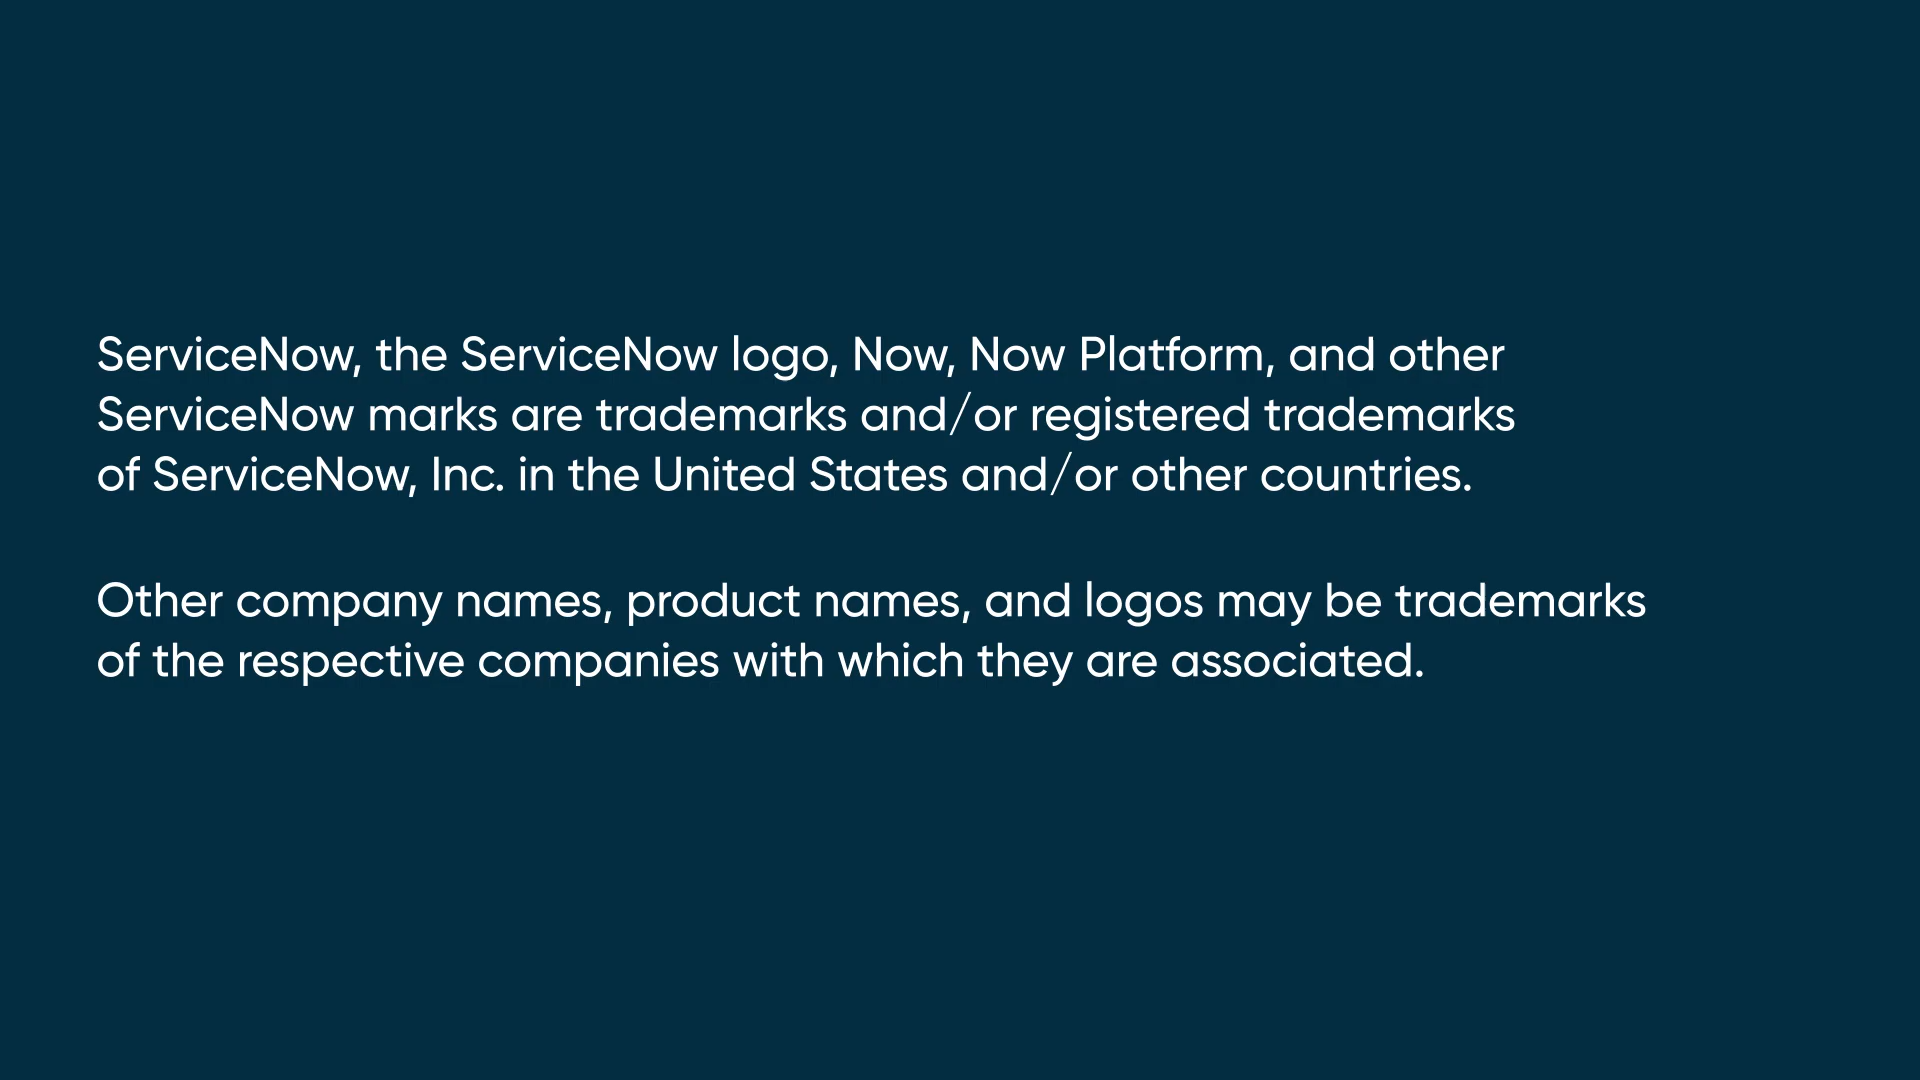 ServiceNow, the ServiceNow logo, Now, Now Platform, and other
ServiceNow marks are trademarks and/or registered trademarks
of ServiceNow, Inc. in the United States and/or other countries.
Other company names, product names, and logos may be trademarks
of the respective companies with which they are associated.